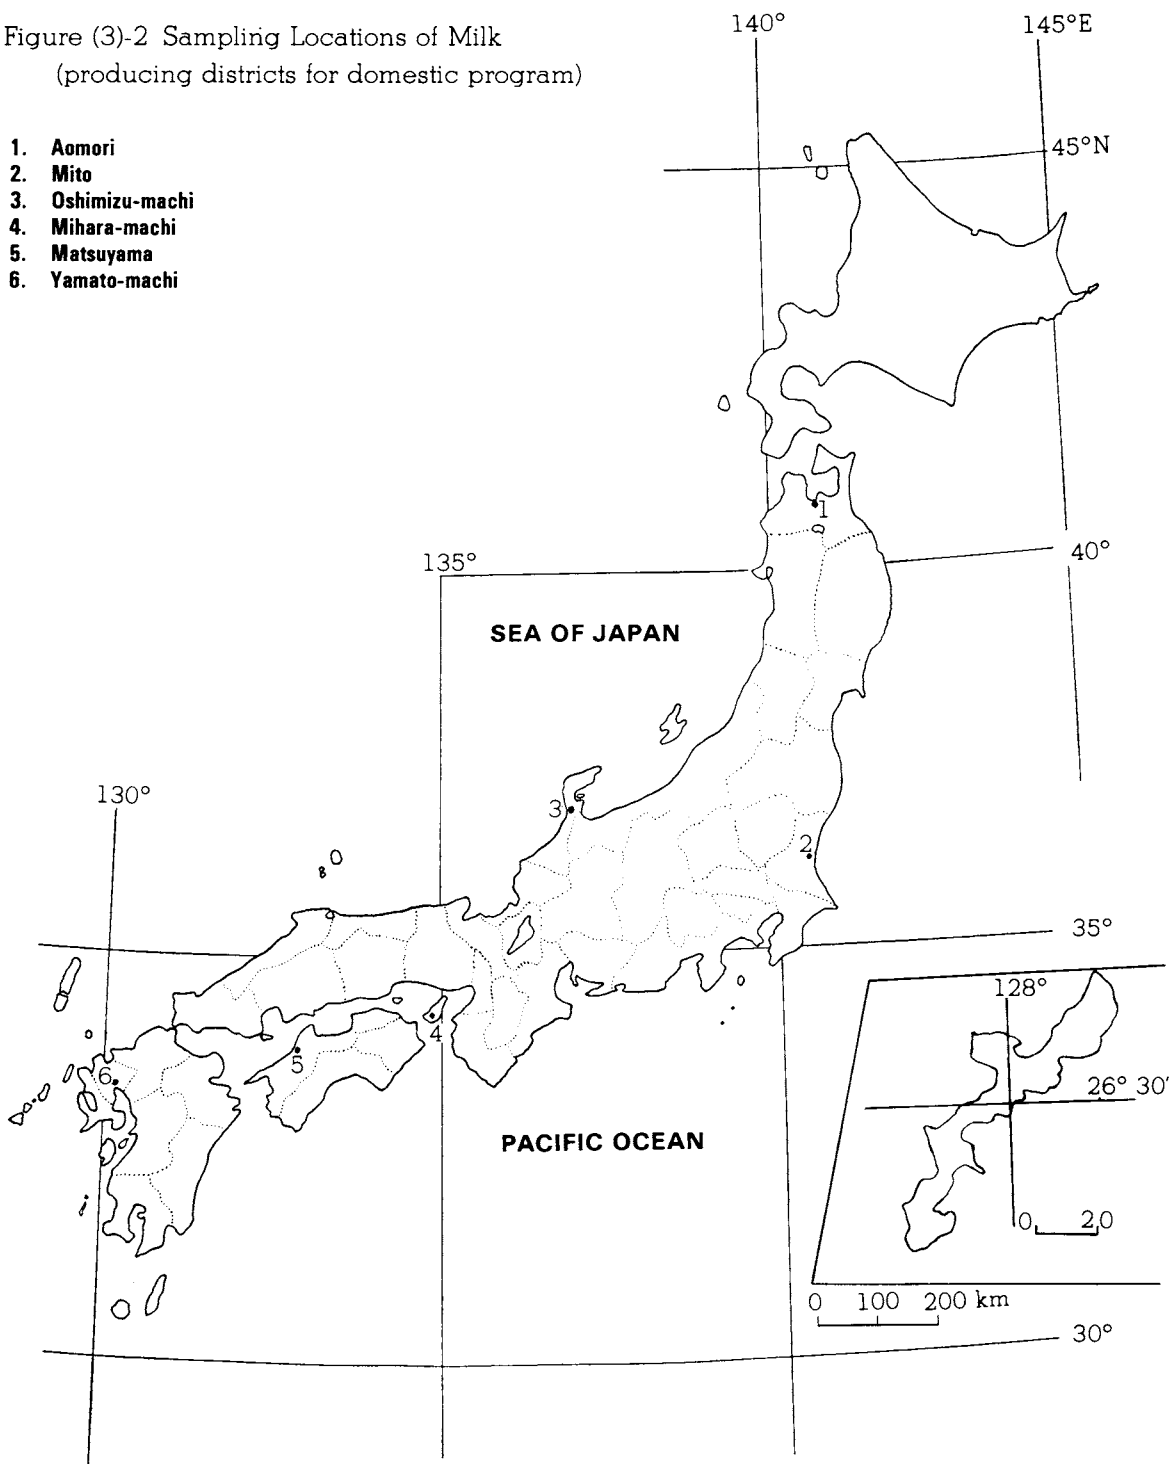 Figure (3)-2 Sampling Locations of Milk
(producing districts for domestic program)
1. Aomori
2. Mito
3. Oshimizu-machi
4. Mihara-machi
5. Matsuyama
6. Yamato-machi
140°
145°E
45°N
1
40°
135°
SEA OF JAPAN
130°
3
2
35°
128°
4
5
6
26° 30′
PACIFIC OCEAN
0 20
0 100 200 km
30°